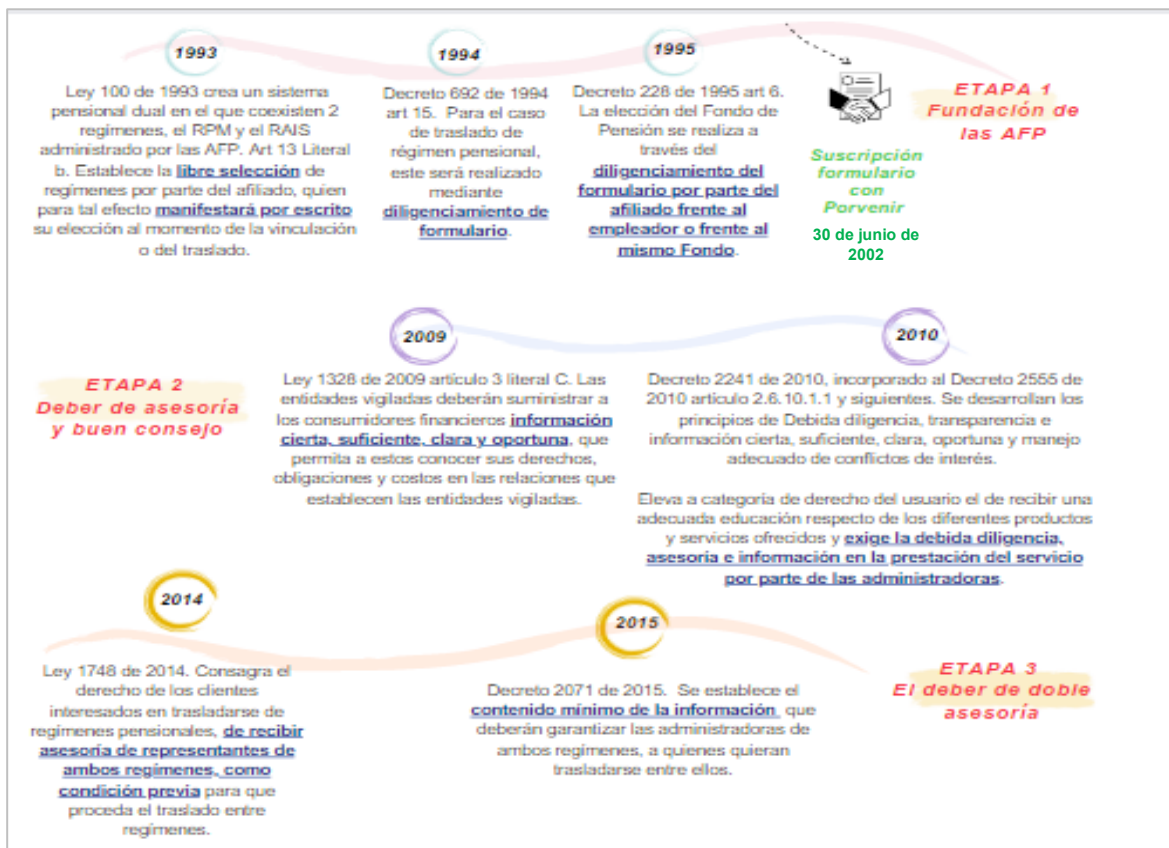 1993
Ley 100 de 1993 crea un sistema
pensional dual en el que coexisten 2
regímenes, el RPM y el RAIS
administrado por las AFP. Art 13 Literal
b. Establece la libre selección de
regímenes por parte del afiliado, quien
para tal efecto manifestará por escrito
su elección al momento de la vinculación
o del traslado.
1994
Decreto 692 de 1994
art 15. Para el caso
de traslado de
régimen pensional,
este será realizado
mediante
diligenciamiento de
formulario.
1995
Decreto 228 de 1995 art 6.
La elección del Fondo de
Pensión se realiza a
través del
diligenciamiento del
formulario por parte del
afiliado frente al
empleador o frente al
mismo Fondo.
Suscripción
formulario
con
Porvenir
30 de junio de
2002
ETAPA 1
Fundación de
las AFP
ETAPA 2
Deber de asesoría
y buen consejo
2009
Ley 1328 de 2009 artículo 3 literal C. Las
entidades vigiladas deberán suministrar a
los consumidores financieros información
cierta, suficiente, clara y oportuna, que
permita a estos conocer sus derechos,
obligaciones y costos en las relaciones que
establecen las entidades vigiladas.
2010
Decreto 2241 de 2010, incorporado al Decreto 2555 de
2010 artículo 2.6.10.1.1 y siguientes. Se desarrollan los
principios de Debida diligencia, transparencia e
información cierta, suficiente, clara, oportuna y manejo
adecuado de conflictos de interés.
Eleva a categoría de derecho del usuario el de recibir una
adecuada educación respecto de los diferentes productos
y servicios ofrecidos y exige la debida diligencia,
asesoría e información en la prestación del servicio
por parte de las administradoras.
2014
Ley 1748 de 2014. Consagra el
derecho de los clientes
interesados en trasladarse de
regímenes pensionales, de recibir
asesoría de representantes de
ambos regímenes, como
condición previa para que
proceda el traslado entre
regímenes.
2015
Decreto 2071 de 2015. Se establece el
contenido mínimo de la información que
deberán garantizar las administradoras de
ambos regímenes, a quienes quieran
trasladarse entre ellos.
ETAPA 3
El deber de doble
asesoría